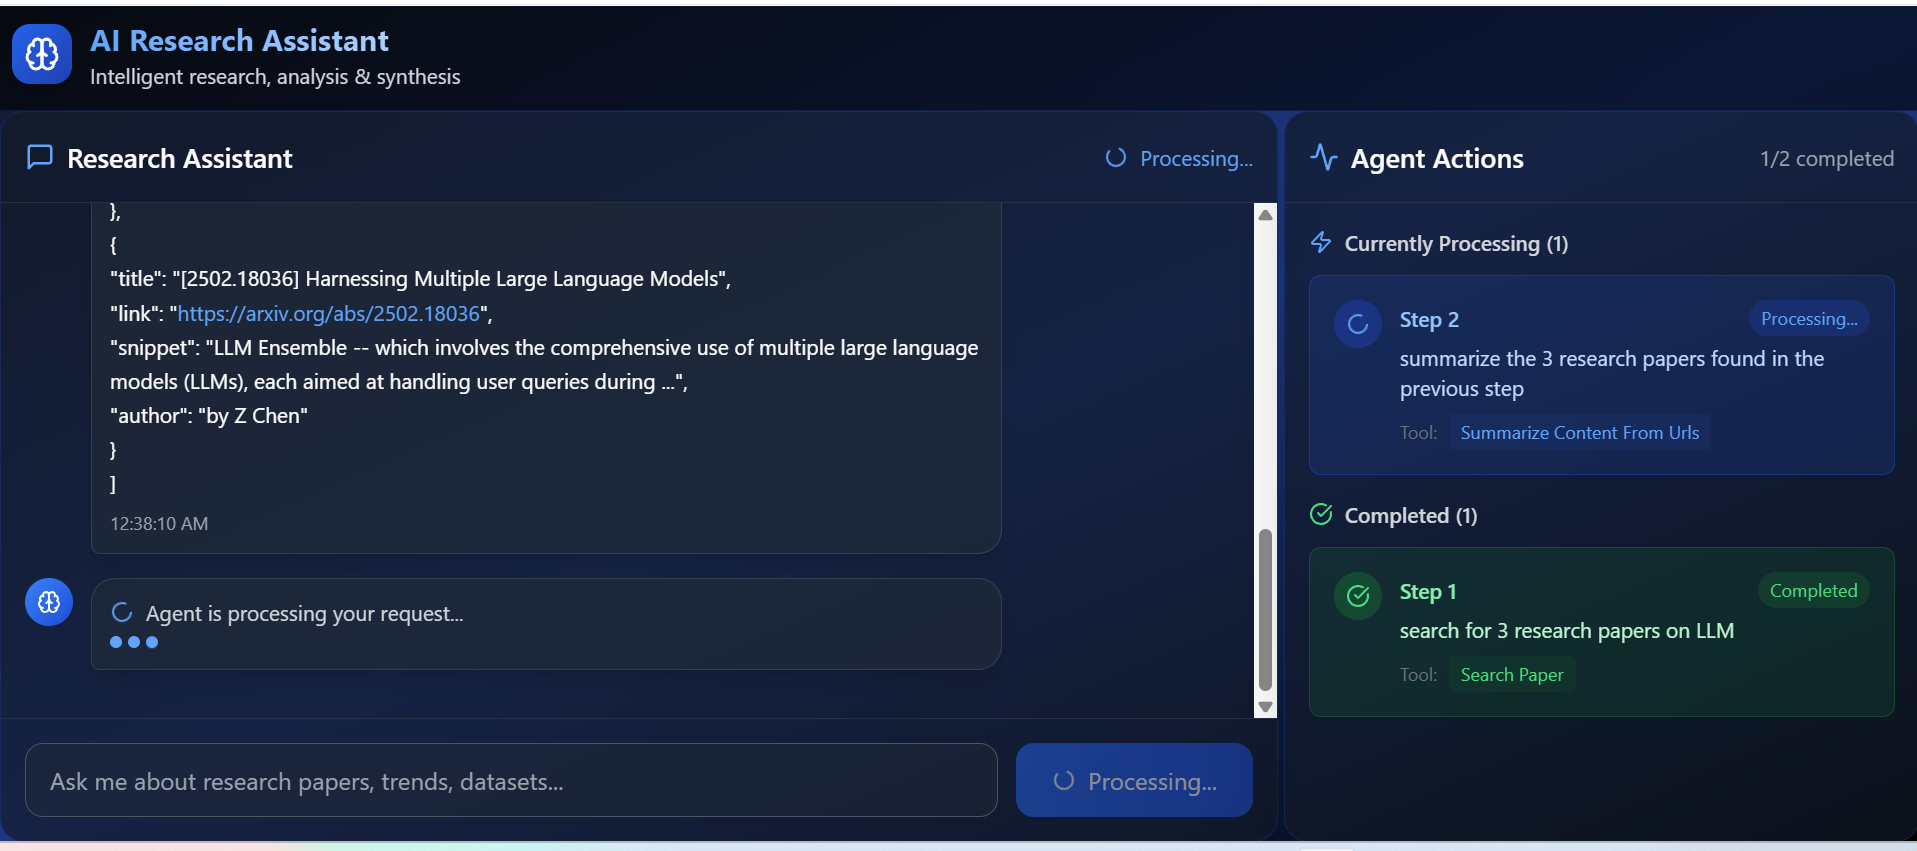 AI Research Assistant
Intelligent research, analysis & synthesis
Research Assistant
Processing...
},
{
"title": "[2502.18036] Harnessing Multiple Large Language Models",
"link": "https://arxiv.org/abs/2502.18036",
"snippet": "LLM Ensemble -- which involves the comprehensive use of multiple large language
models (LLMs), each aimed at handling user queries during ...",
"author": "by Z Chen"
}
]
12:38:10 AM
Agent is processing your request...
Ask me about research papers, trends, datasets...
Processing...
Agent Actions
1/2 completed
Currently Processing (1)
Step 2
Processing...
summarize the 3 research papers found in the
previous step
Tool: Summarize Content From Urls
Completed (1)
Step 1
Completed
search for 3 research papers on LLM
Tool: Search Paper